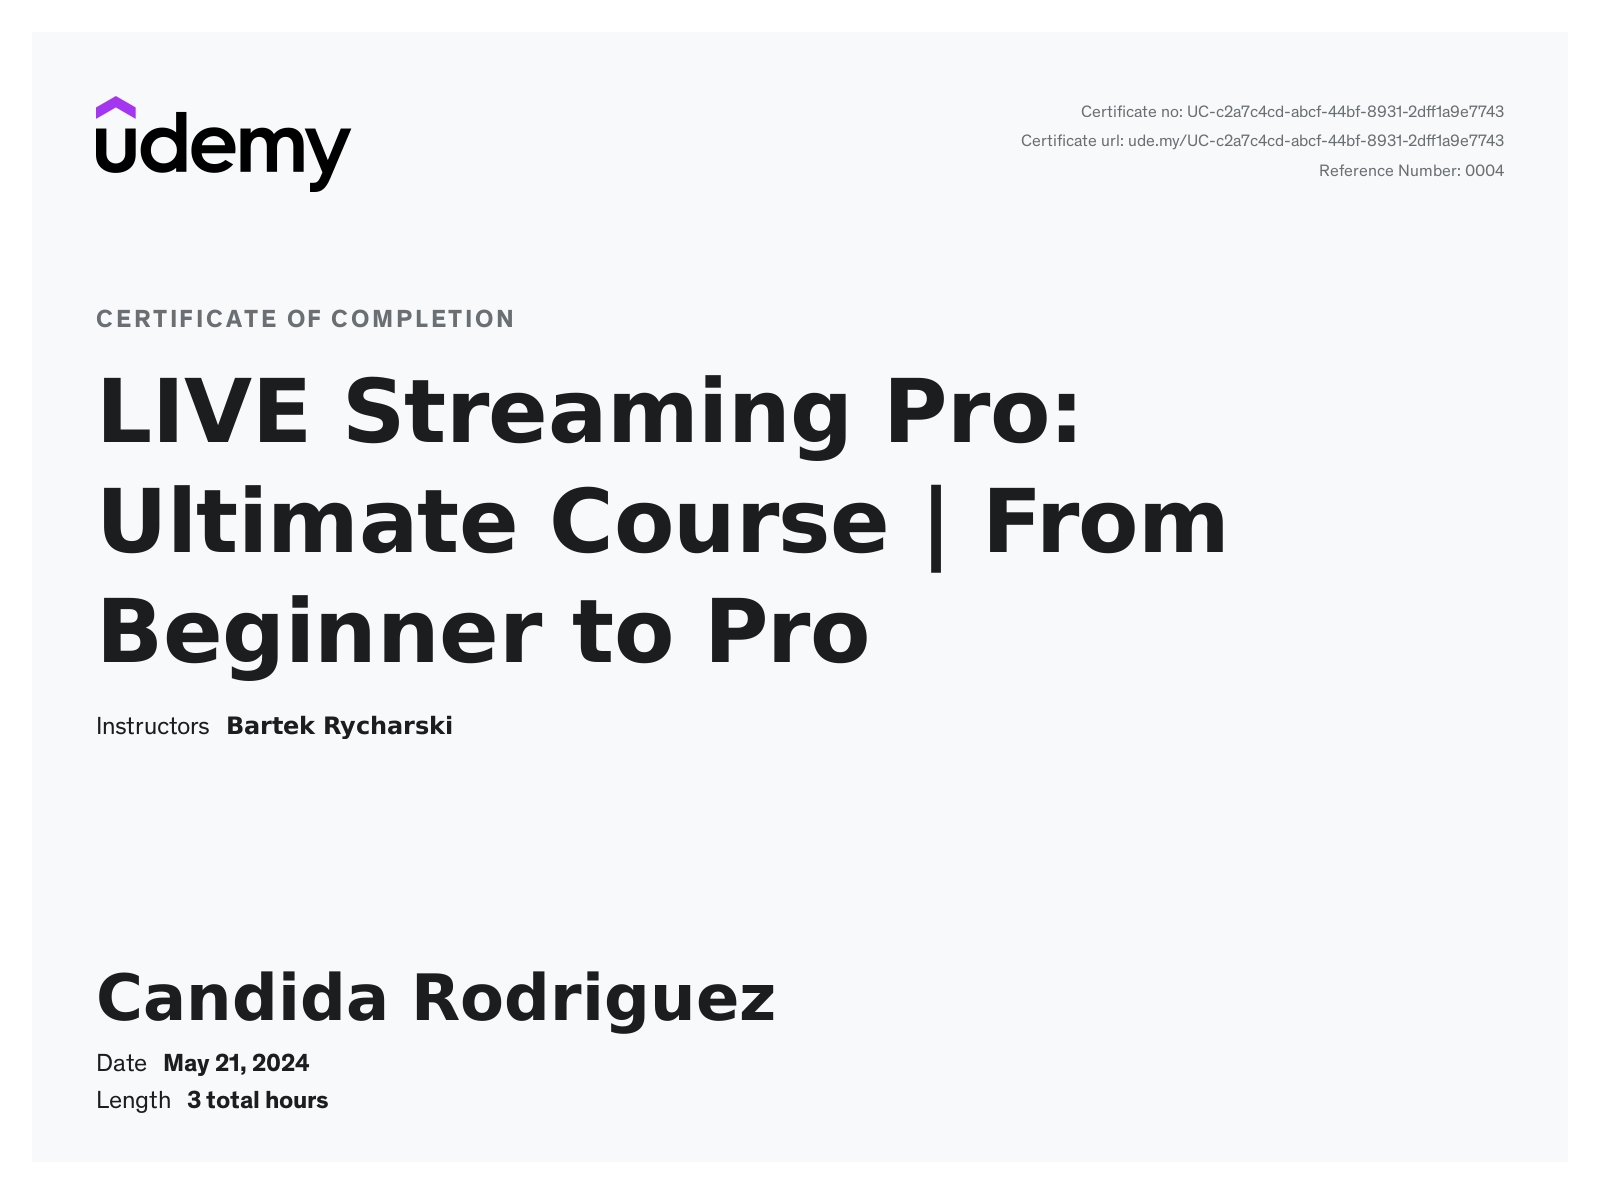 udemy
Certificate no: UC-c2a7c4cd-abcf-44bf-8931-2dff1a9e7743
Certificate url: ude.my/UC-c2a7c4cd-abcf-44bf-8931-2dff1a9e7743
Reference Number: 0004
CERTIFICATE OF COMPLETION
LIVE Streaming Pro:
Ultimate Course | From
Beginner to Pro
Instructors Bartek Rycharski
Candida Rodriguez
Date May 21, 2024
Length 3 total hours